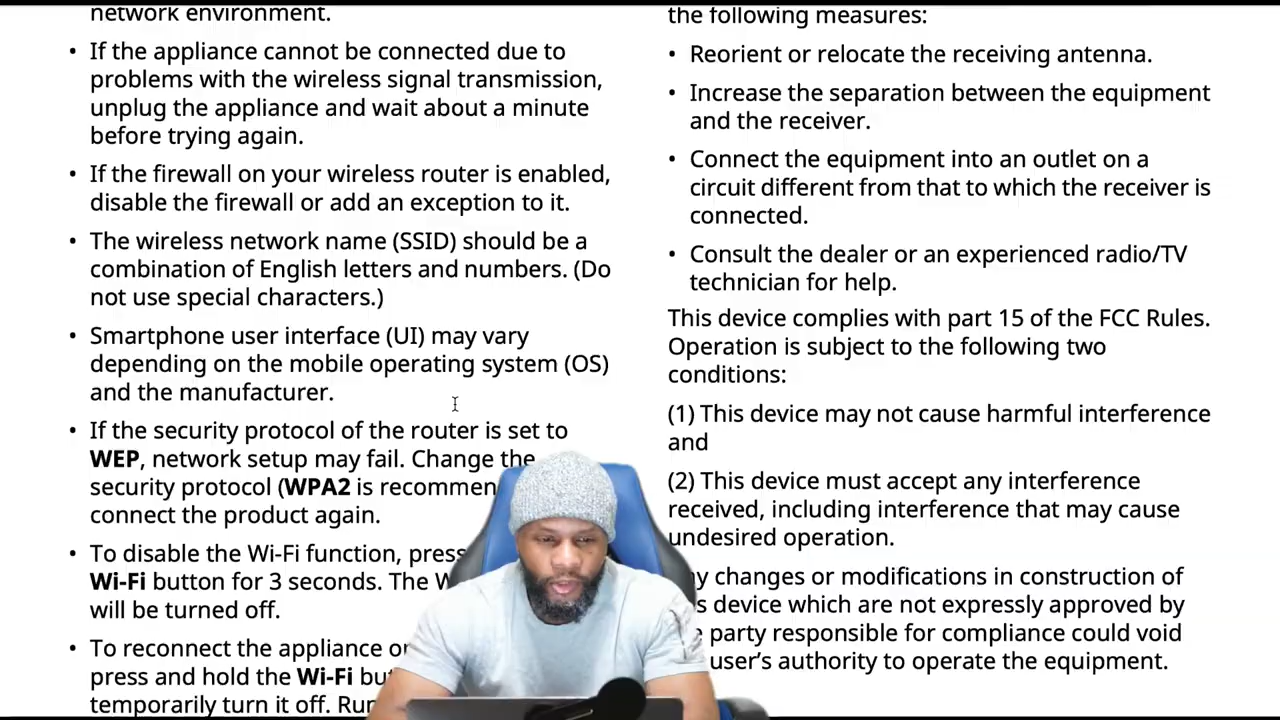 network environment.
• If the appliance cannot be connected due to
problems with the wireless signal transmission,
unplug the appliance and wait about a minute
before trying again.
• If the firewall on your wireless router is enabled,
disable the firewall or add an exception to it.
• The wireless network name (SSID) should be a
combination of English letters and numbers. (Do
not use special characters.)
• Smartphone user interface (UI) may vary
depending on the mobile operating system (OS)
and the manufacturer.
• If the security protocol of the router is set to
WEP, network setup may fail. Change the
security protocol (WPA2 is recommen
connect the product again.
• To disable the Wi-Fi function, press
Wi-Fi button for 3 seconds. The W
will be turned off.
• To reconnect the appliance or
press and hold the Wi-Fi but
temporarily turn it off. Run
the following measures:
• Reorient or relocate the receiving antenna.
• Increase the separation between the equipment
and the receiver.
• Connect the equipment into an outlet on a
circuit different from that to which the receiver is
connected.
• Consult the dealer or an experienced radio/TV
technician for help.
This device complies with part 15 of the FCC Rules.
Operation is subject to the following two
conditions:
(1) This device may not cause harmful interference
and
(2) This device must accept any interference
received, including interference that may cause
undesired operation.
y changes or modifications in construction of
s device which are not expressly approved by
party responsible for compliance could void
user's authority to operate the equipment.